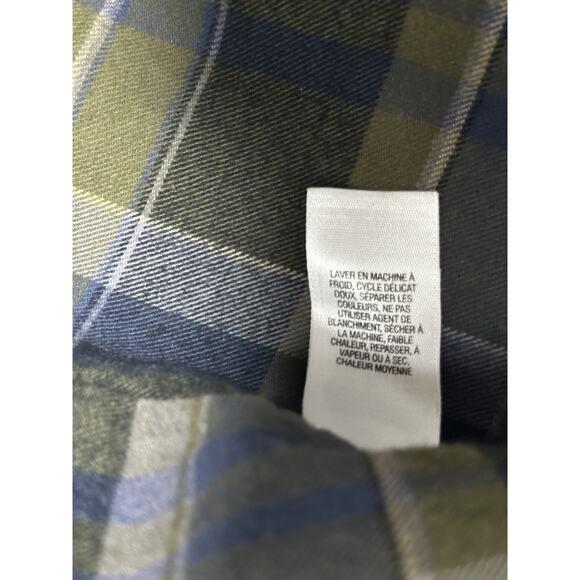 LAVER EN MACHINE À
FROID, CYCLE DÉLICAT
DOUX, SÉPARER LES
COULEURS, NE PAS
UTILISER AGENT DE
BLANCHIMENT, SÉCHER À
LA MACHINE, FAIBLE
CHALEUR, REPASSER, À
VAPEUR OU À SEC,
CHALEUR MOYENNE